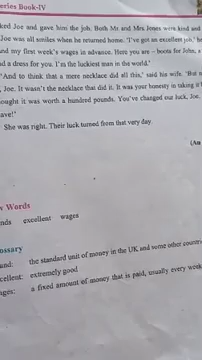 eries Book-IV
ked Joe and gave him the job. Both Mr and Mrs Jones were kind and
Joe was all smiles when he returned home. 'I've got an excellent job,' he
nd my first week's wages in advance. Here you are – boots for John, a
d a dress for you. I'm the luckiest man in the world.'
'And to think that a mere necklace did all this,' said his wife. 'But n
, Joe. It wasn't the necklace that did it. It was your honesty in taking it
ought it was worth a hundred pounds. You've changed our luck, Joe.
ave!'
She was right. Their luck turned from that very day.
(An
w Words
nds excellent wages
ossary
und: the standard unit of money in the UK and some other countr
cellent: extremely good
ages: a fixed amount of money that is paid, usually every week